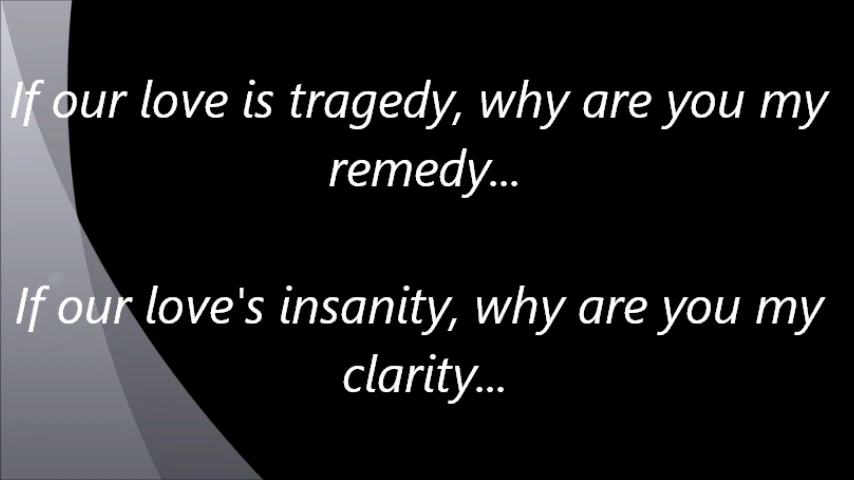 If our love is tragedy, why are you my
remedy...
If our love's insanity, why are you my
clarity...